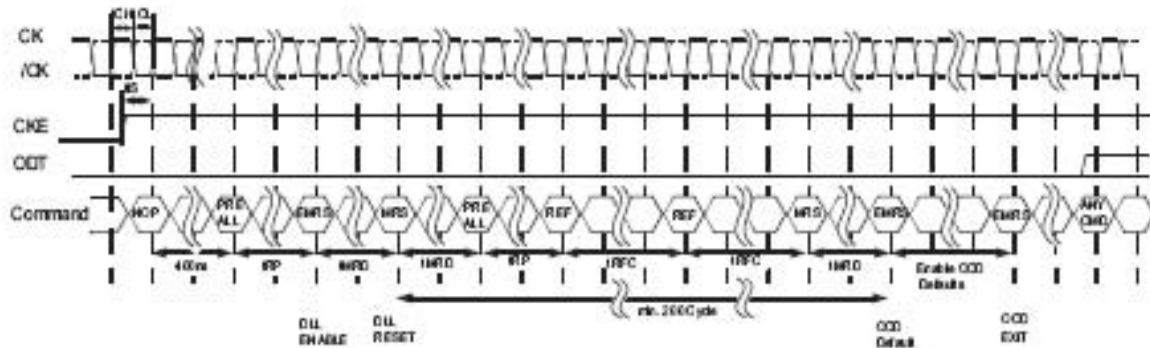 CK
/CK
CKE
ODT
Command
NOP
PRE
ALL
EMRS
MRS
PRE
ALL
REF
REF
MRS
EMRS
EMRS
ANY
CMD
400ns
tRP
tMRD
tMRD
tRP
tRFC
tRFC
tMRD
Enable OCD
Defaults
min. 200 Cycle
DLL
ENABLE
DLL
RESET
OCD
Default
OCD
EXIT